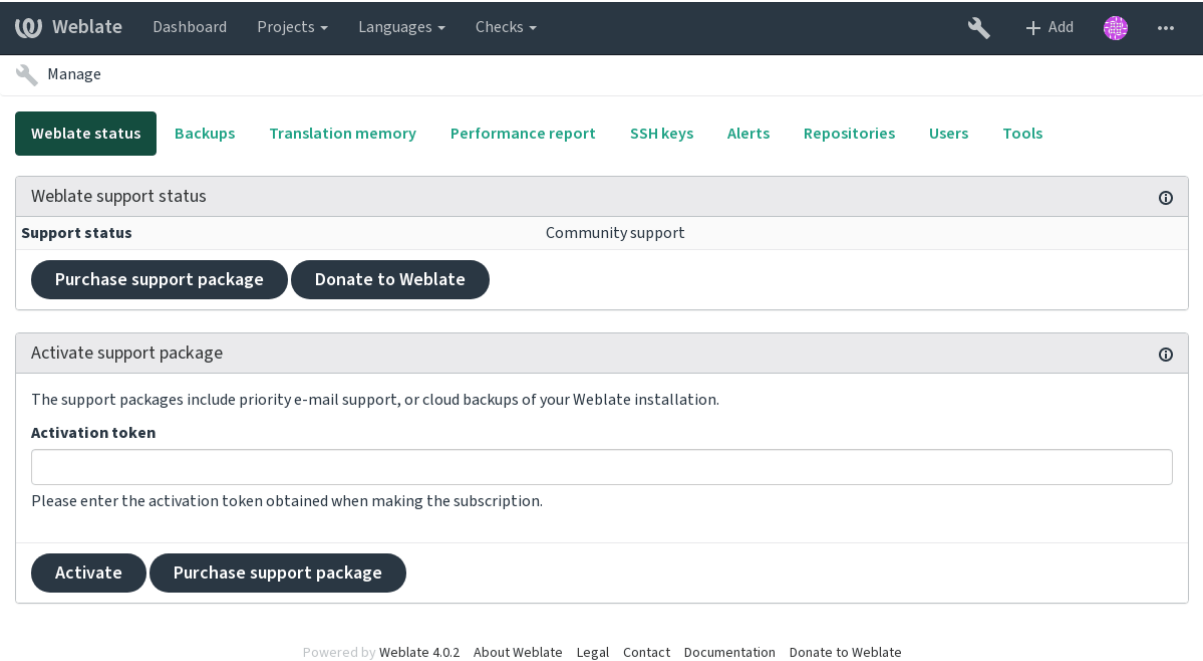 Weblate Dashboard Projects Languages Checks Add
Manage
Weblate status Backups Translation memory Performance report SSH keys Alerts Repositories Users Tools
Weblate support status
Support status Community support
Purchase support package Donate to Weblate
Activate support package
The support packages include priority e-mail support, or cloud backups of your Weblate installation.
Activation token
Please enter the activation token obtained when making the subscription.
Activate Purchase support package
Powered by Weblate 4.0.2 About Weblate Legal Contact Documentation Donate to Weblate